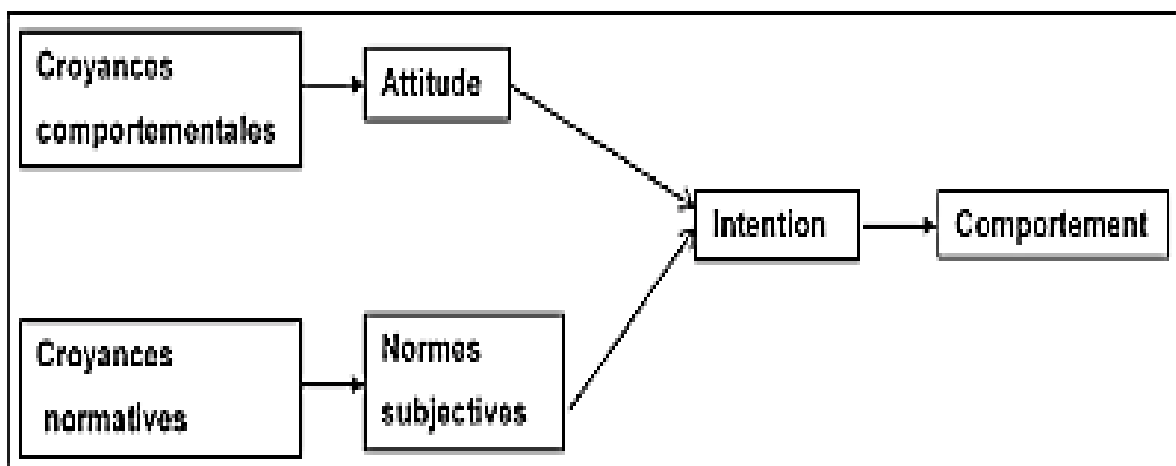 Croyances
comportementales
Attitude
Intention
Comportement
Croyances
normatives
Normes
subjectives